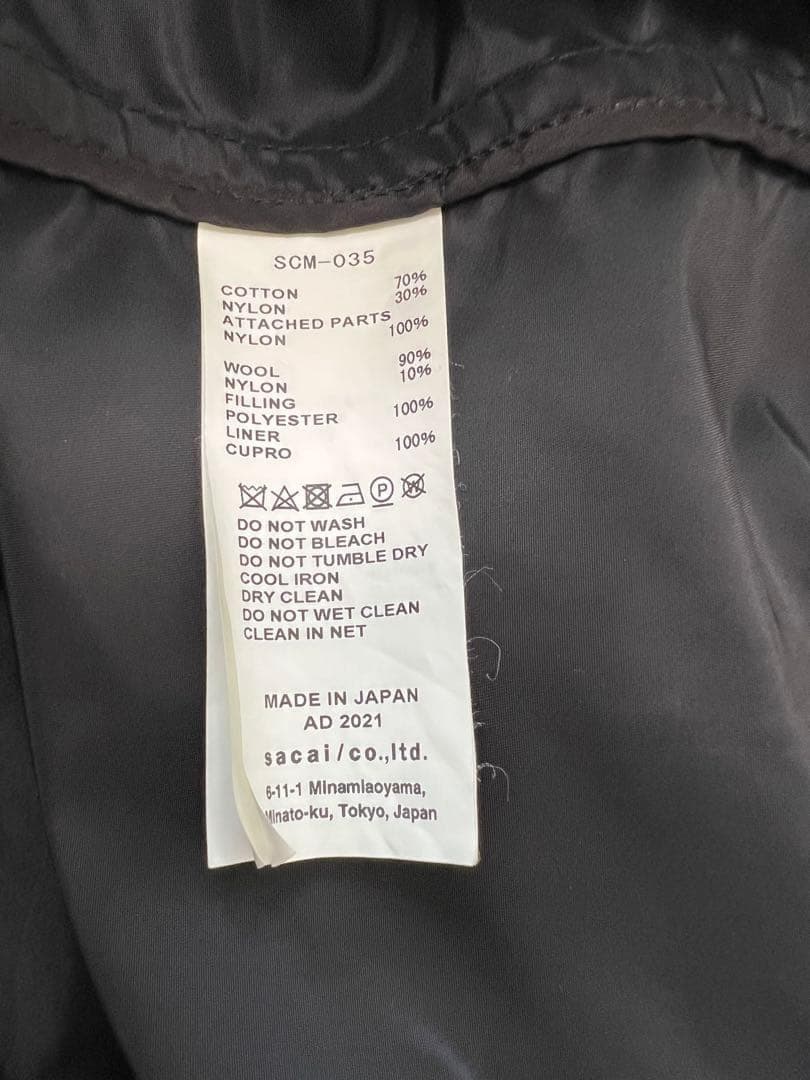 SCM-035
COTTON 70%
NYLON 30%
ATTACHED PARTS
NYLON 100%
WOOL 90%
NYLON 10%
FILLING
POLYESTER 100%
LINER
CUPRO 100%
P W
DO NOT WASH
DO NOT BLEACH
DO NOT TUMBLE DRY
COOL IRON
DRY CLEAN
DO NOT WET CLEAN
CLEAN IN NET
MADE IN JAPAN
AD 2021
sacai/co.,ltd.
6-11-1 Minamiaoyama,
Minato-ku, Tokyo, Japan